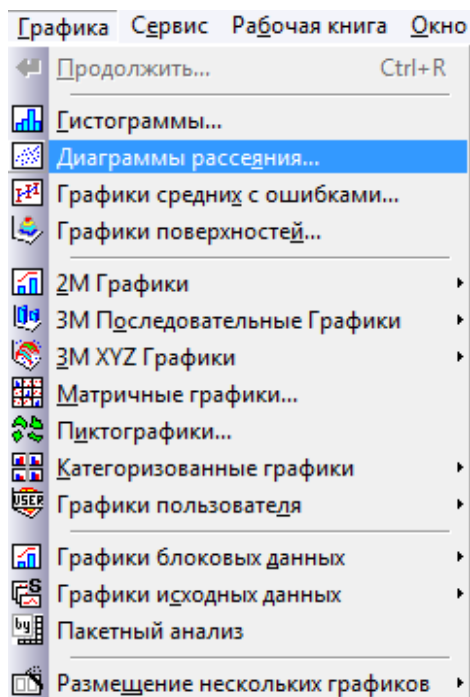 Графика Сервис Рабочая книга Окно
Продолжить... Ctrl+R
Гистограммы...
Диаграммы рассеяния...
Графики средних с ошибками...
Графики поверхностей...
2М Графики
3М Последовательные Графики
3М XYZ Графики
Матричные графики...
Пиктографики...
Категоризованные графики
USER Графики пользователя
Графики блоковых данных
S Графики исходных данных
by Пакетный анализ
Размещение нескольких графиков